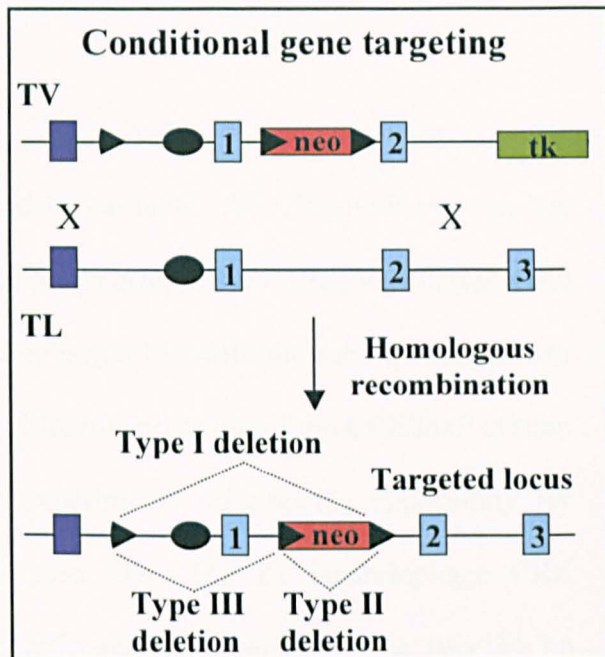 Conditional gene targeting
TV
1 neo 2 tk
X X
1 2 3
TL
Homologous
recombination
Type I deletion
Targeted locus
1 neo 2 3
Type III Type II
deletion deletion